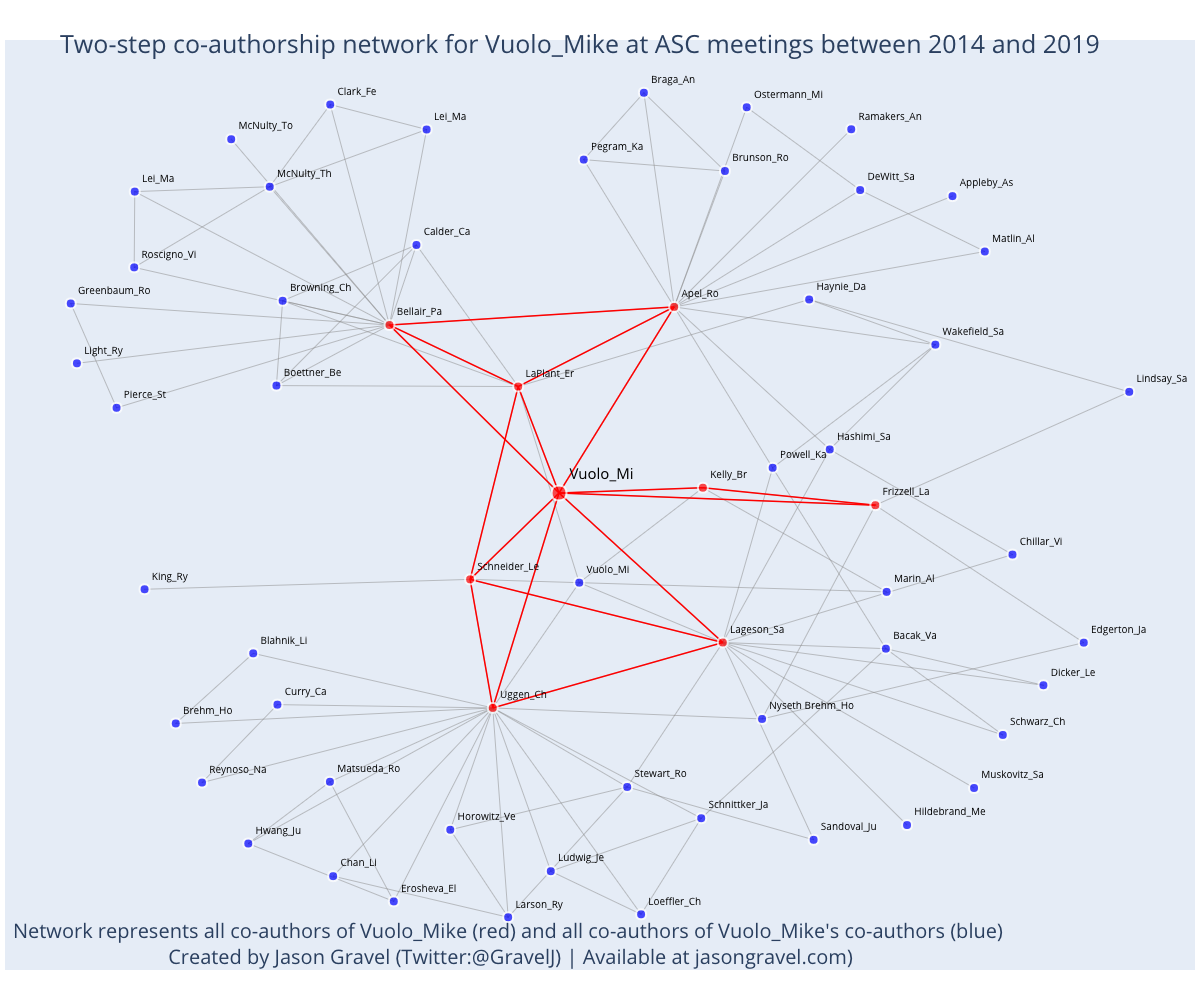 Two-step co-authorship network for Vuolo_Mike at ASC meetings between 2014 and 2019
Braga_An
Clark_Fe
Ostermann_Mi
Lei_Ma
Ramakers_An
McNulty_To
Pegram_Ka
Brunson_Ro
McNulty_Th
Lei_Ma
DeWitt_Sa
Appleby_As
Calder_Ca
Matlin_Al
Roscigno_Vi
Browning_Ch
Greenbaum_Ro
Apel_Ro
Haynie_Da
Bellair_Pa
Wakefield_Sa
Light_Ry
Boettner_Be
LaPlant_Er
Lindsay_Sa
Pierce_St
Hashimi_Sa
Powell_Ka
Vuolo_Mi
Kelly_Br
Frizzell_La
Chillar_Vi
Schneider_Le
Vuolo_Mi
King_Ry
Marin_Al
Lageson_Sa
Edgerton_Ja
Blahnik_Li
Bacak_Va
Dicker_Le
Curry_Ca
Uggen_Ch
Nyseth Brehm_Ho
Brehm_Ho
Schwarz_Ch
Reynoso_Na
Matsueda_Ro
Stewart_Ro
Muskovitz_Sa
Schnittker_Ja
Hildebrand_Me
Horowitz_Ve
Hwang_Ju
Sandoval_Ju
Chan_Li
Ludwig_Je
Erosheva_El
Larson_Ry
Loeffler_Ch
Network represents all co-authors of Vuolo_Mike (red) and all co-authors of Vuolo_Mike's co-authors (blue)
Created by Jason Gravel (Twitter:@GravelJ) | Available at jasongravel.com)